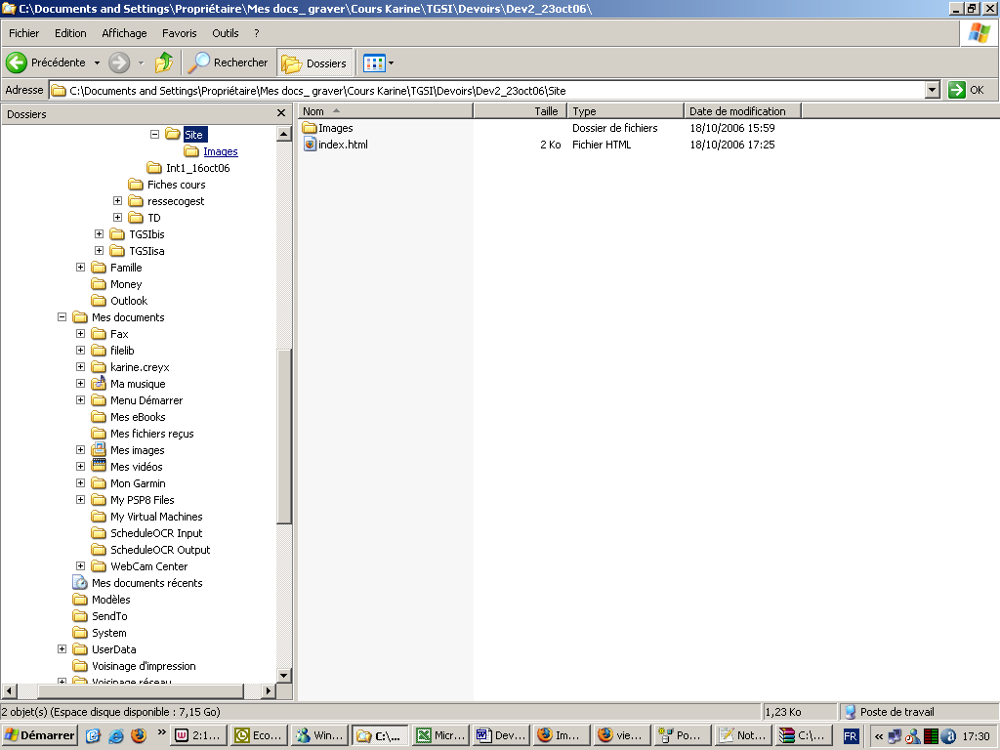 C:\Documents and Settings\Propriétaire\Mes docs_ graver\Cours Karine\TGSI\Devoirs\Dev2_23oct06\
Fichier Edition Affichage Favoris Outils ?
Précédente Rechercher Dossiers
Adresse C:\Documents and Settings\Propriétaire\Mes docs_ graver\Cours Karine\TGSI\Devoirs\Dev2_23oct06\Site OK
Dossiers
Site
Images
Int1_16oct06
Fiches cours
ressecogest
TD
TGSIbis
TGSIisa
Famille
Money
Outlook
Mes documents
Fax
filelib
karine.creyx
Ma musique
Menu Démarrer
Mes eBooks
Mes fichiers reçus
Mes images
Mes vidéos
Mon Garmin
My PSP8 Files
My Virtual Machines
ScheduleOCR Input
ScheduleOCR Output
WebCam Center
Mes documents récents
Modèles
SendTo
System
UserData
Voisinage d'impression
Voisinage réseau
Nom Taille Type Date de modification
Images Dossier de fichiers 18/10/2006 15:59
index.html 2 Ko Fichier HTML 18/10/2006 17:25
2 objet(s) (Espace disque disponible : 7,15 Go) 1,23 Ko Poste de travail
Démarrer » 2:1... Eco... Win... C:\... Micr... Dev... Im... vie... Po... Not... C:\... FR « 17:30